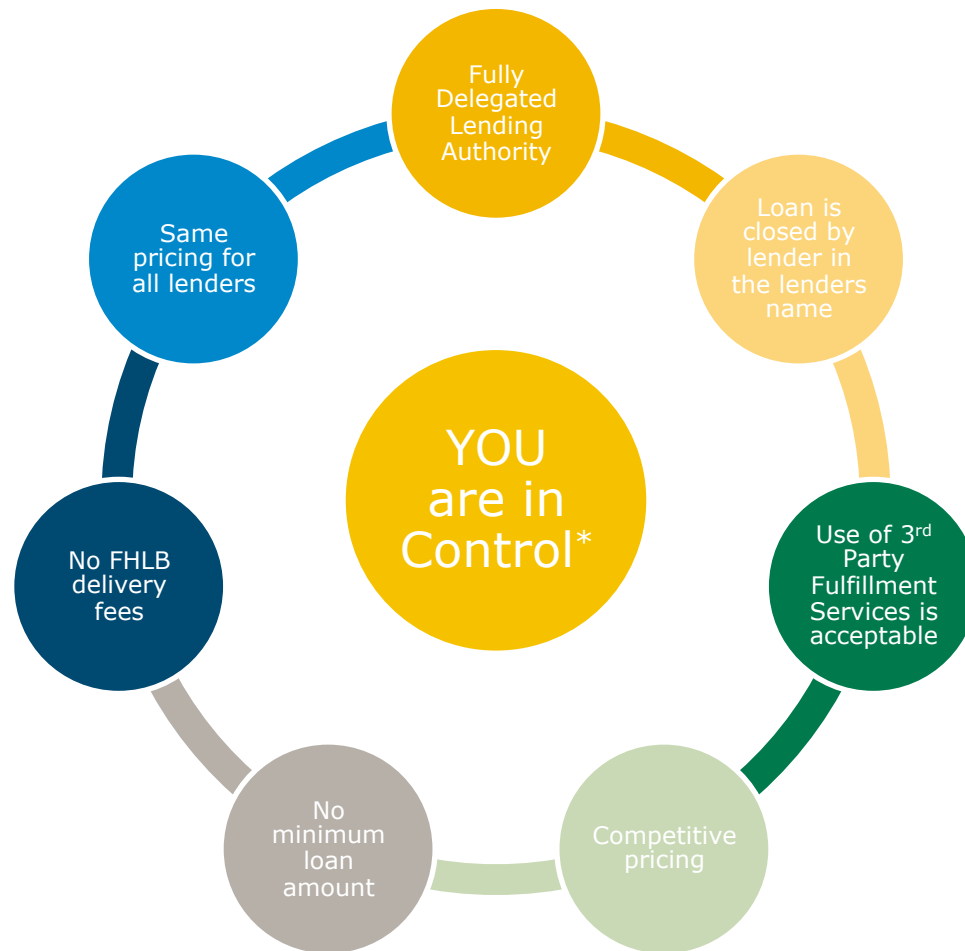 Fully
Delegated
Lending
Authority
Loan is
closed by
lender in
the lenders
name
Use of 3rd
Party
Fulfillment
Services is
acceptable
Competitive
pricing
No
minimum
loan
amount
No FHLB
delivery
fees
Same
pricing for
all lenders
YOU
are in
Control*